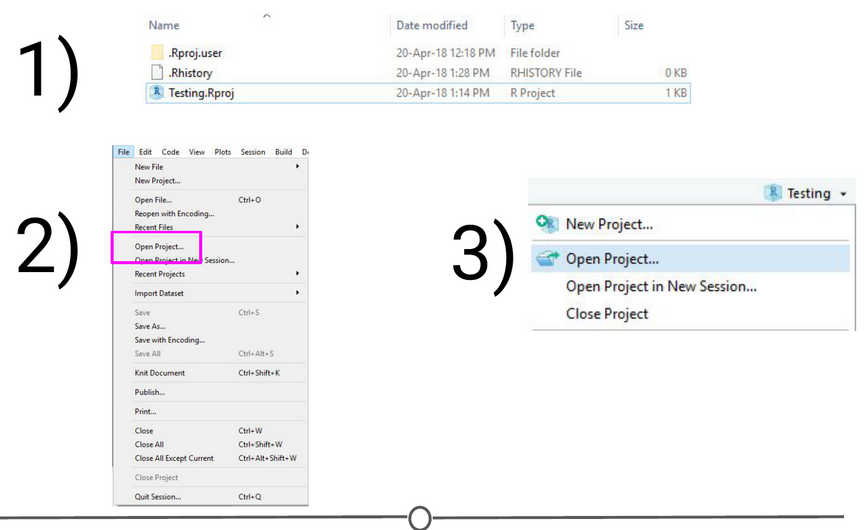 1)
Name Date modified Type Size
.Rproj.user 20-Apr-18 12:18 PM File folder
.Rhistory 20-Apr-18 1:28 PM RHISTORY File 0 KB
Testing.Rproj 20-Apr-18 1:14 PM R Project 1 KB
2)
File Edit Code View Plots Session Build D
New File
New Project...
Open File... Ctrl+O
Reopen with Encoding...
Recent Files
Open Project...
Open Project in New Session...
Recent Projects
Import Dataset
Save Ctrl+S
Save As...
Save with Encoding...
Save All Ctrl+Alt+S
Knit Document Ctrl+Shift+K
Publish...
Print...
Close Ctrl+W
Close All Ctrl+Shift+W
Close All Except Current Ctrl+Alt+Shift+W
Close Project
Quit Session... Ctrl+Q
3)
Testing
New Project...
Open Project...
Open Project in New Session...
Close Project